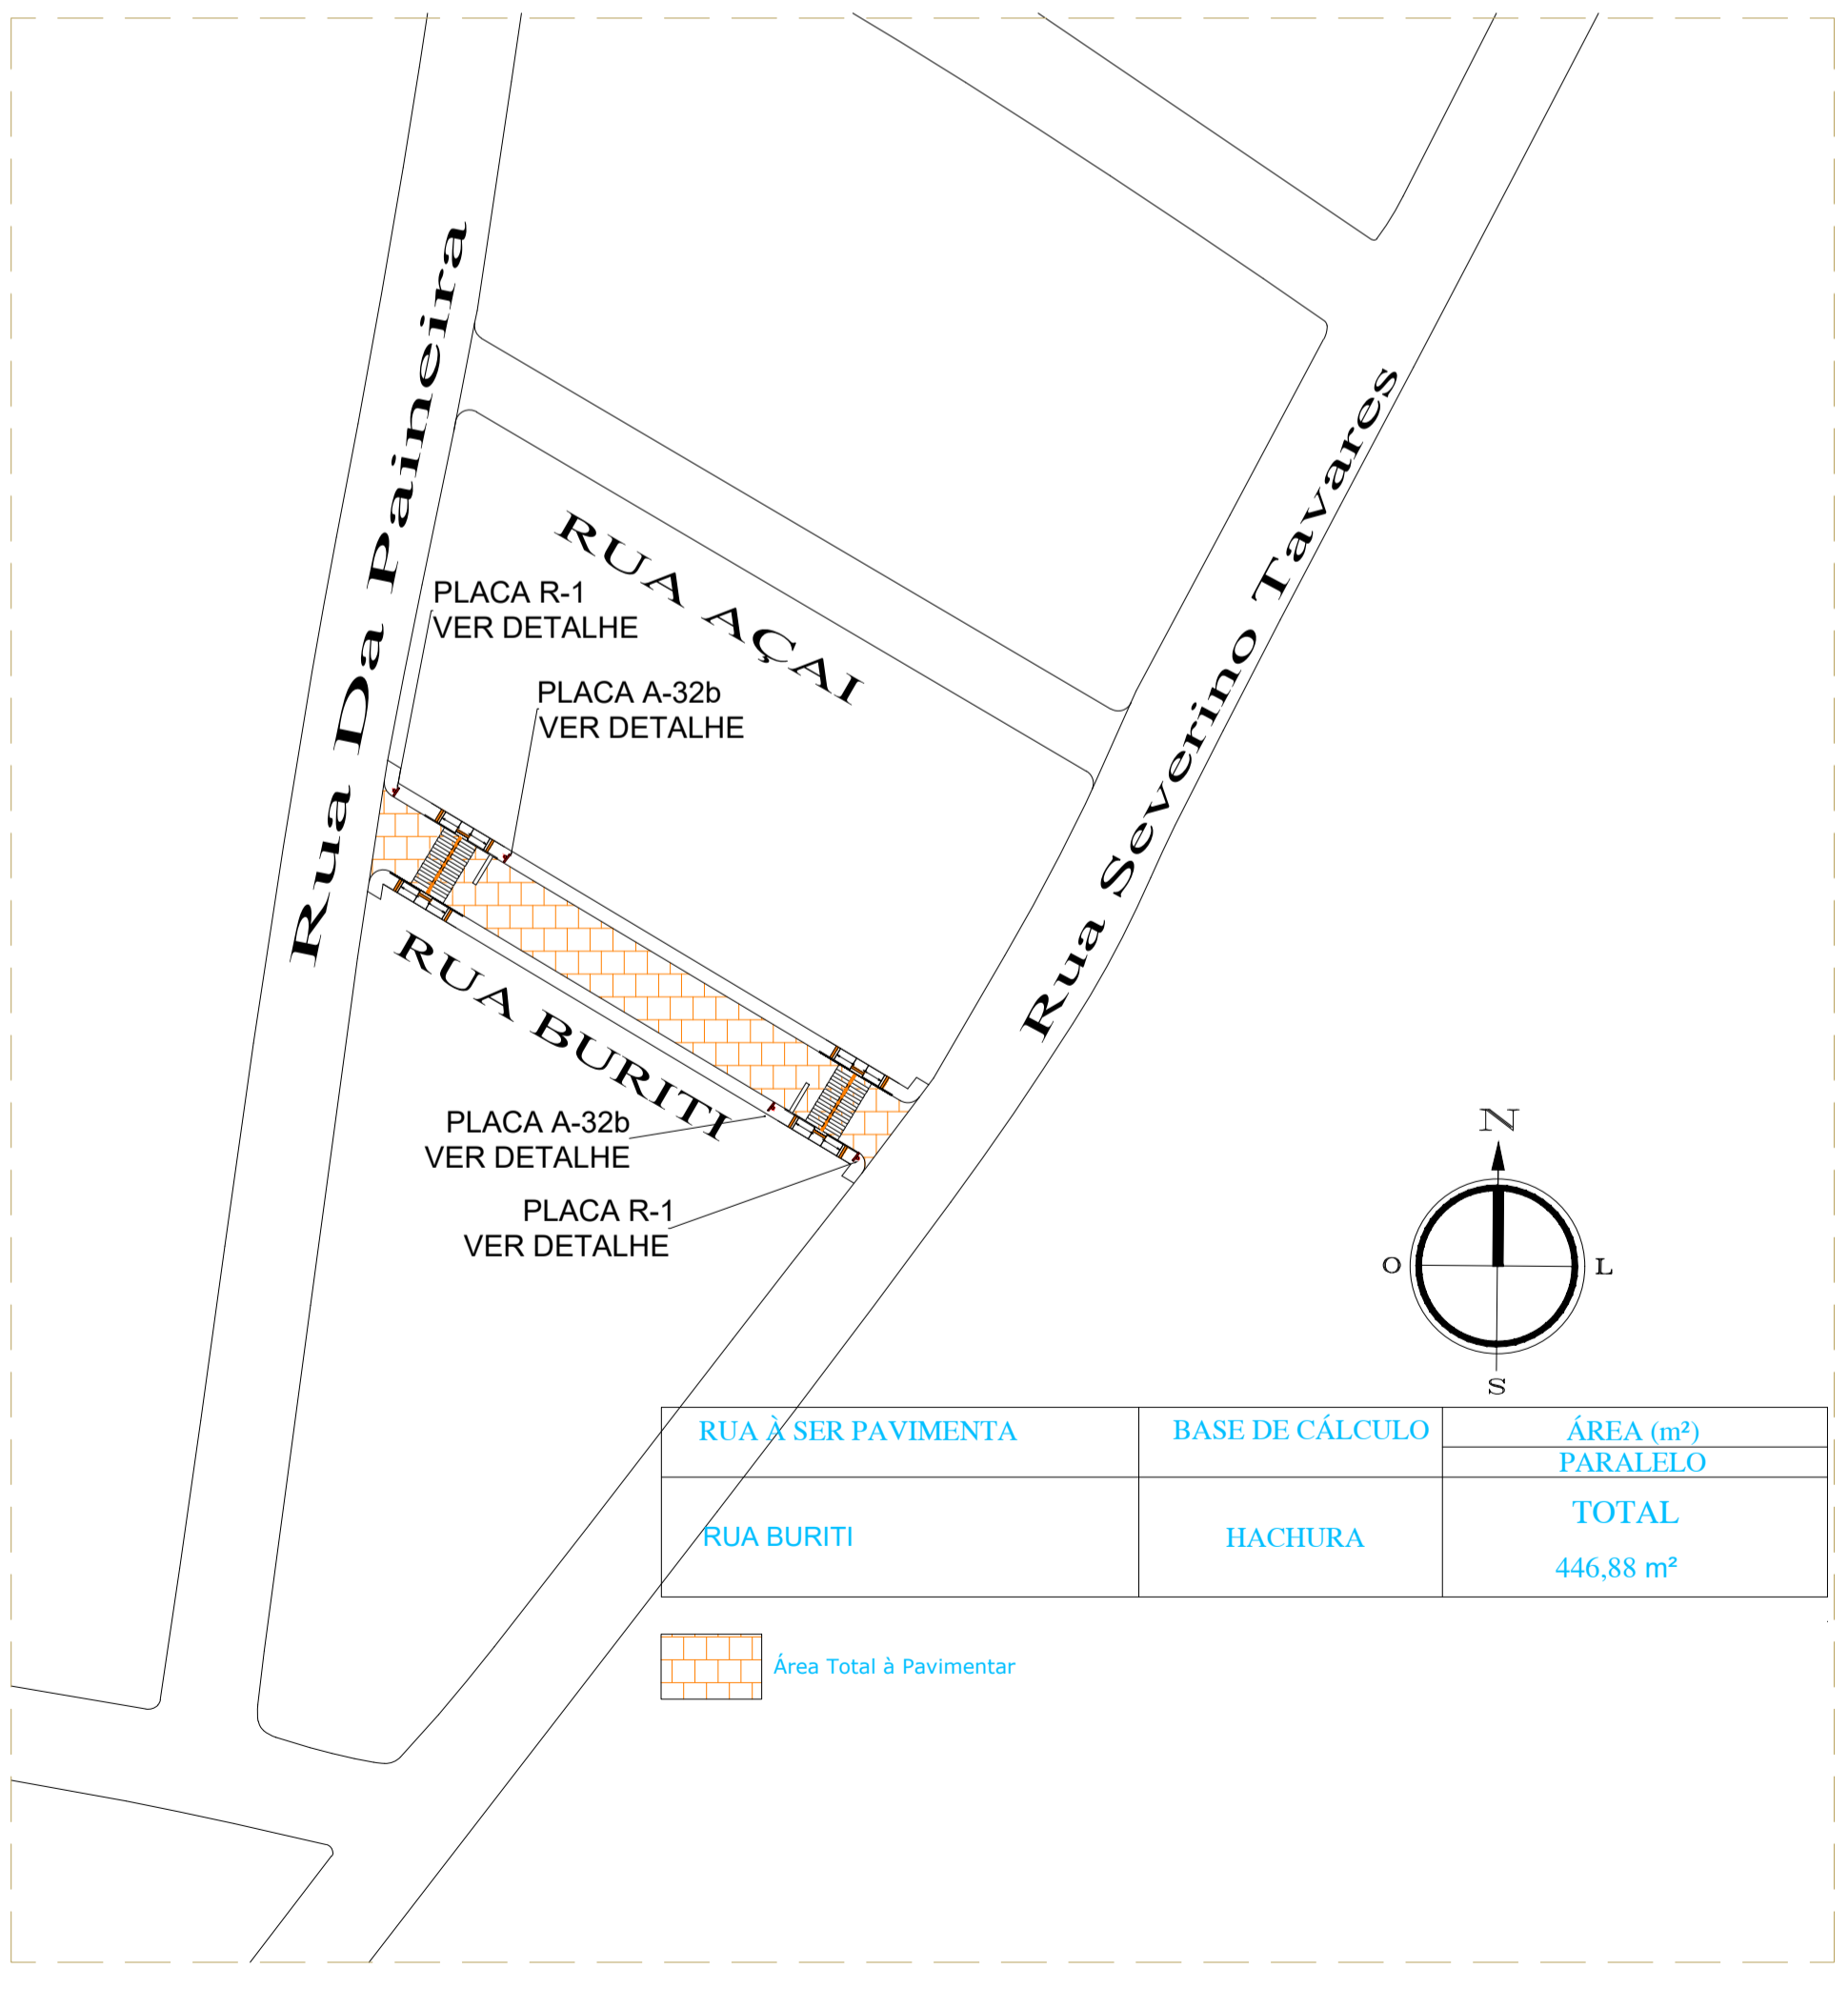 Rua Da Paineira
RUA AÇAI
Rua Severino Tavares
PLACA R-1
VER DETALHE
PLACA A-32b
VER DETALHE
RUA BURITI
PLACA A-32b
VER DETALHE
PLACA R-1
VER DETALHE
N
O
L
S
RUA À SER PAVIMENTA
BASE DE CÁLCULO
ÁREA (m²)
PARALELO
RUA BURITI
HACHURA
TOTAL
446,88 m²
Área Total à Pavimentar